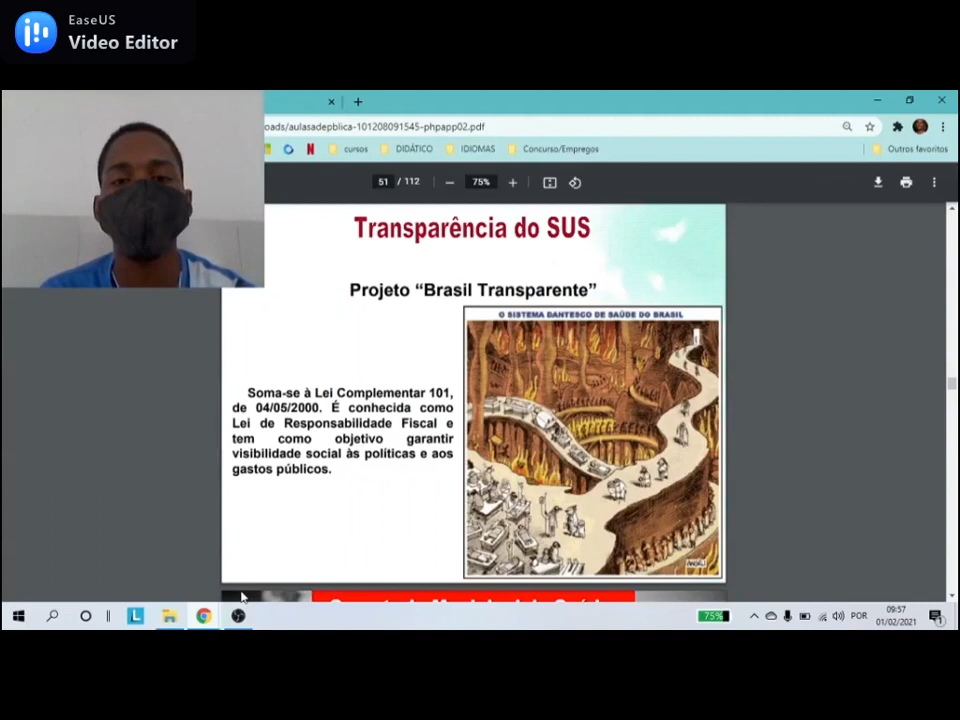 EaseUS
Video Editor
oads/aulasadepblica-101208091545-phpapp02.pdf
cursos
DIDÁTICO
IDIOMAS
Concurso/Empregos
Outros favoritos
51 / 112
75%
Transparência do SUS
Projeto “Brasil Transparente”
O SISTEMA DANTESCO DE SAÚDE DO BRASIL
Soma-se à Lei Complementar 101,
de 04/05/2000. É conhecida como
Lei de Responsabilidade Fiscal e
tem como objetivo garantir
visibilidade social às políticas e aos
gastos públicos.
75%
POR
09:57
01/02/2021